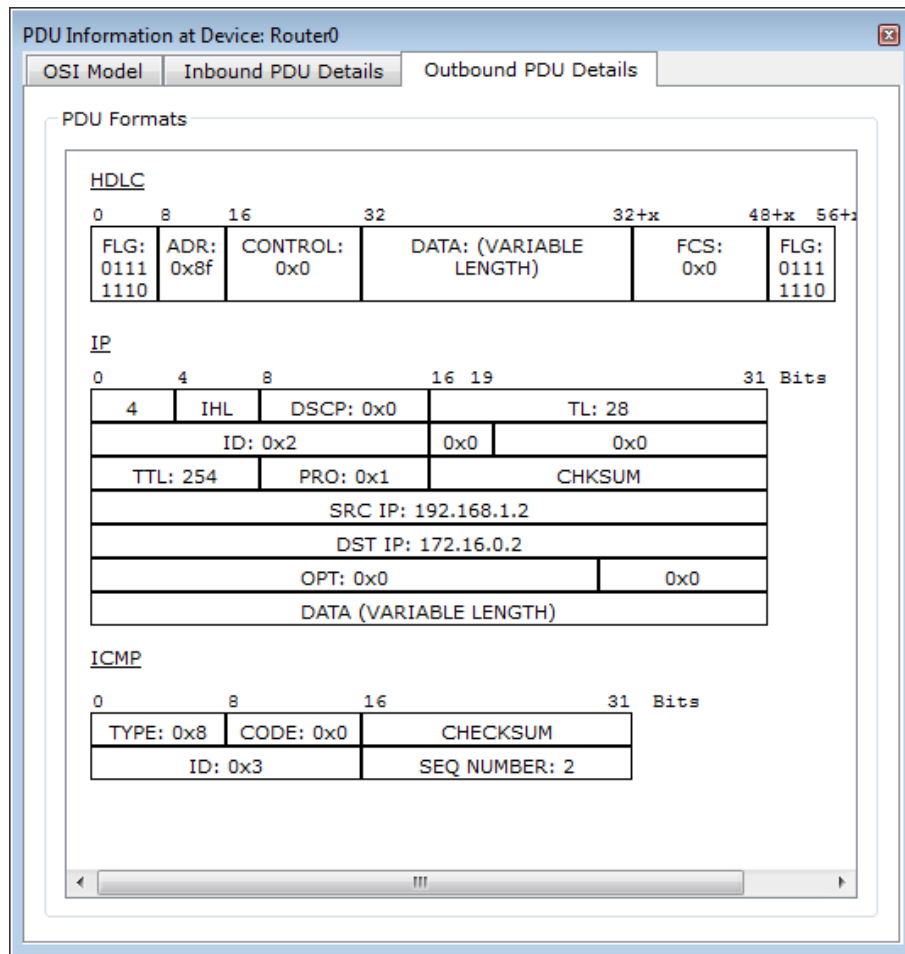 PDU Information at Device: Router0
OSI Model Inbound PDU Details Outbound PDU Details
PDU Formats
HDLC
0 8 16 32 32+x 48+x 56+x
FLG: 0111 1110 ADR: 0x8f CONTROL: 0x0 DATA: (VARIABLE LENGTH) FCS: 0x0 FLG: 0111 1110
IP
0 4 8 16 19 31 Bits
4 IHL DSCP: 0x0 TL: 28
ID: 0x2 0x0 0x0
TTL: 254 PRO: 0x1 CHKSUM
SRC IP: 192.168.1.2
DST IP: 172.16.0.2
OPT: 0x0 0x0
DATA (VARIABLE LENGTH)
ICMP
0 8 16 31 Bits
TYPE: 0x8 CODE: 0x0 CHECKSUM
ID: 0x3 SEQ NUMBER: 2